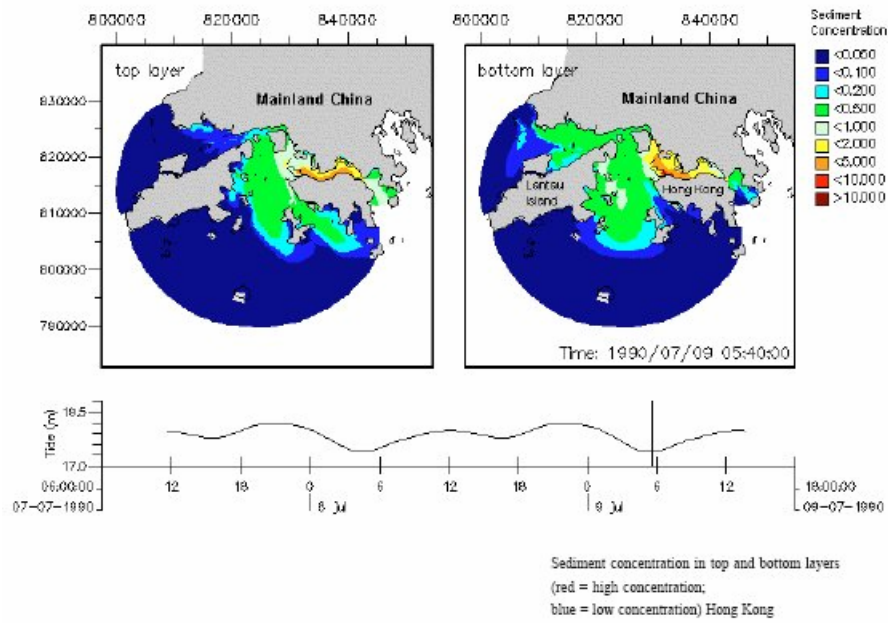 800000 820000 840000 800000 820000 840000
Sediment
Concentration
<0.050
<0.100
<0.200
<0.500
<1.000
<2.000
<5.000
<10.000
>10.000
top layer
Mainland China
bottom layer
Mainland China
830000
820000
810000
800000
790000
Lantau
Island
Hong Kong
Time: 1990/07/09 05:40:00
Tide (m)
18.5
17.0
12 18 0 6 12 18 0 6 12
06:00:00
07-07-1990
8 Jul
9 Jul
18:00:00
09-07-1990
Sediment concentration in top and bottom layers
(red = high concentration;
blue = low concentration) Hong Kong